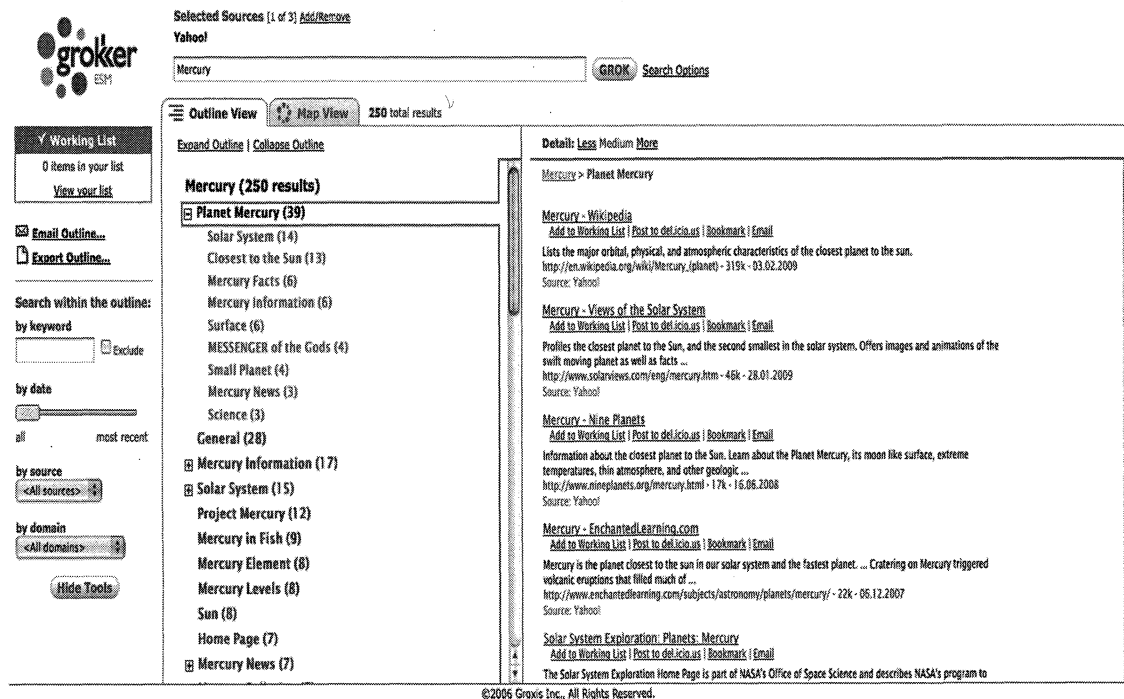 grokker
ESM
Selected Sources [1 of 3] Add/Remove
Yahoo!
Mercury
GROK
Search Options
Outline View
Map View
250 total results
√ Working List
0 items in your list
View your list
Email Outline...
Export Outline...
Search within the outline:
by keyword
Exclude
by date
all most recent
by source
<All sources>
by domain
<All domains>
Hide Tools
Expand Outline | Collapse Outline
Mercury (250 results)
Planet Mercury (39)
Solar System (14)
Closest to the Sun (13)
Mercury Facts (6)
Mercury Information (6)
Surface (6)
MESSENGER of the Gods (4)
Small Planet (4)
Mercury News (3)
Science (3)
General (28)
Mercury Information (17)
Solar System (15)
Project Mercury (12)
Mercury in Fish (9)
Mercury Element (8)
Mercury Levels (8)
Sun (8)
Home Page (7)
Mercury News (7)
Detail: Less Medium More
Mercury > Planet Mercury
Mercury - Wikipedia
Add to Working List | Post to del.icio.us | Bookmark | Email
Lists the major orbital, physical, and atmospheric characteristics of the closest planet to the sun.
http://en.wikipedia.org/wiki/Mercury_(planet) - 319k - 03.02.2009
Source: Yahoo!
Mercury - Views of the Solar System
Add to Working List | Post to del.icio.us | Bookmark | Email
Profiles the closest planet to the Sun, and the second smallest in the solar system. Offers images and animations of the
swift moving planet as well as facts ...
http://www.solarviews.com/eng/mercury.htm - 46k - 28.01.2009
Source: Yahoo!
Mercury - Nine Planets
Add to Working List | Post to del.icio.us | Bookmark | Email
Information about the closest planet to the Sun. Learn about the Planet Mercury, its moon like surface, extreme
temperatures, thin atmosphere, and other geologic ...
http://www.nineplanets.org/mercury.html - 17k - 16.06.2008
Source: Yahoo!
Mercury - EnchantedLearning.com
Add to Working List | Post to del.icio.us | Bookmark | Email
Mercury is the planet closest to the sun in our solar system and the fastest planet. ... Cratering on Mercury triggered
volcanic eruptions that filled much of ...
http://www.enchantedlearning.com/subjects/astronomy/planets/mercury/ - 22k - 06.12.2007
Source: Yahoo!
Solar System Exploration: Planets: Mercury
Add to Working List | Post to del.icio.us | Bookmark | Email
The Solar System Exploration Home Page is part of NASA's Office of Space Science and describes NASA's program to
©2006 Groxis Inc., All Rights Reserved.